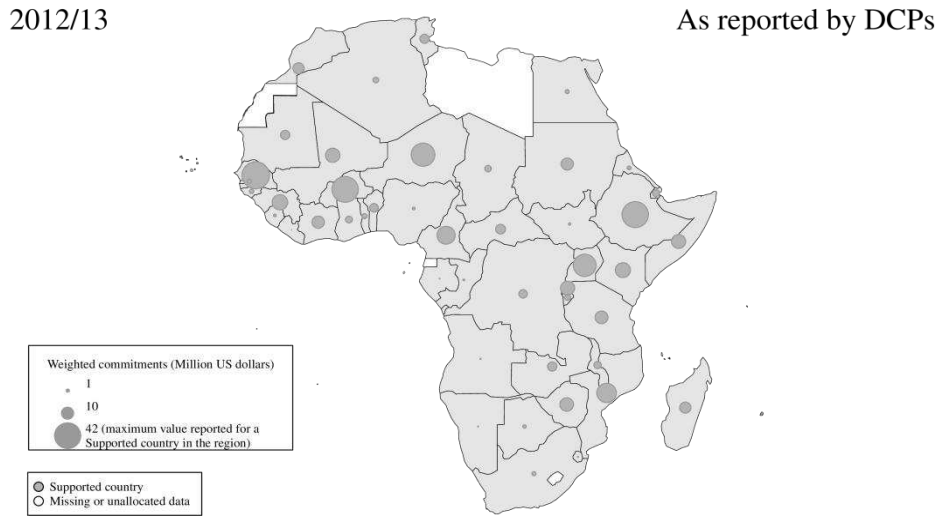 2012/13
As reported by DCPs
Weighted commitments (Million US dollars)
1
10
42 (maximum value reported for a
Supported country in the region)
Supported country
Missing or unallocated data